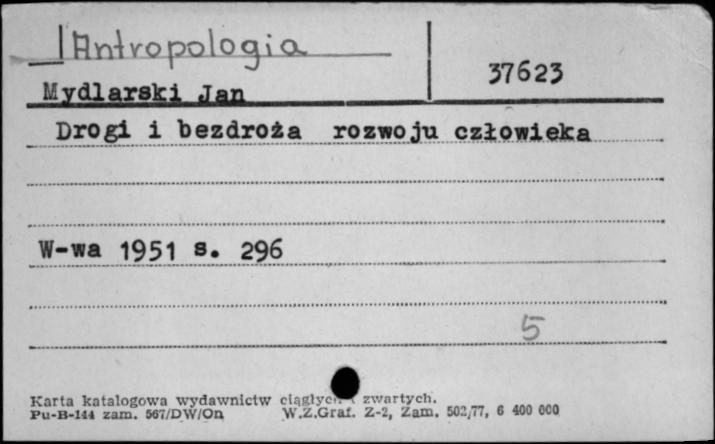 Antropologia
37623
Mydlarski Jan
Drogi i bezdroża rozwoju człowieka
W-wa 1951 s. 296
5
Karta katalogowa wydawnictw ciągłych i zwartych.
Pu-B-144 zam. 567/DW/On W.Z.Graf. Z-2, Zam. 502/77, 6 400 000